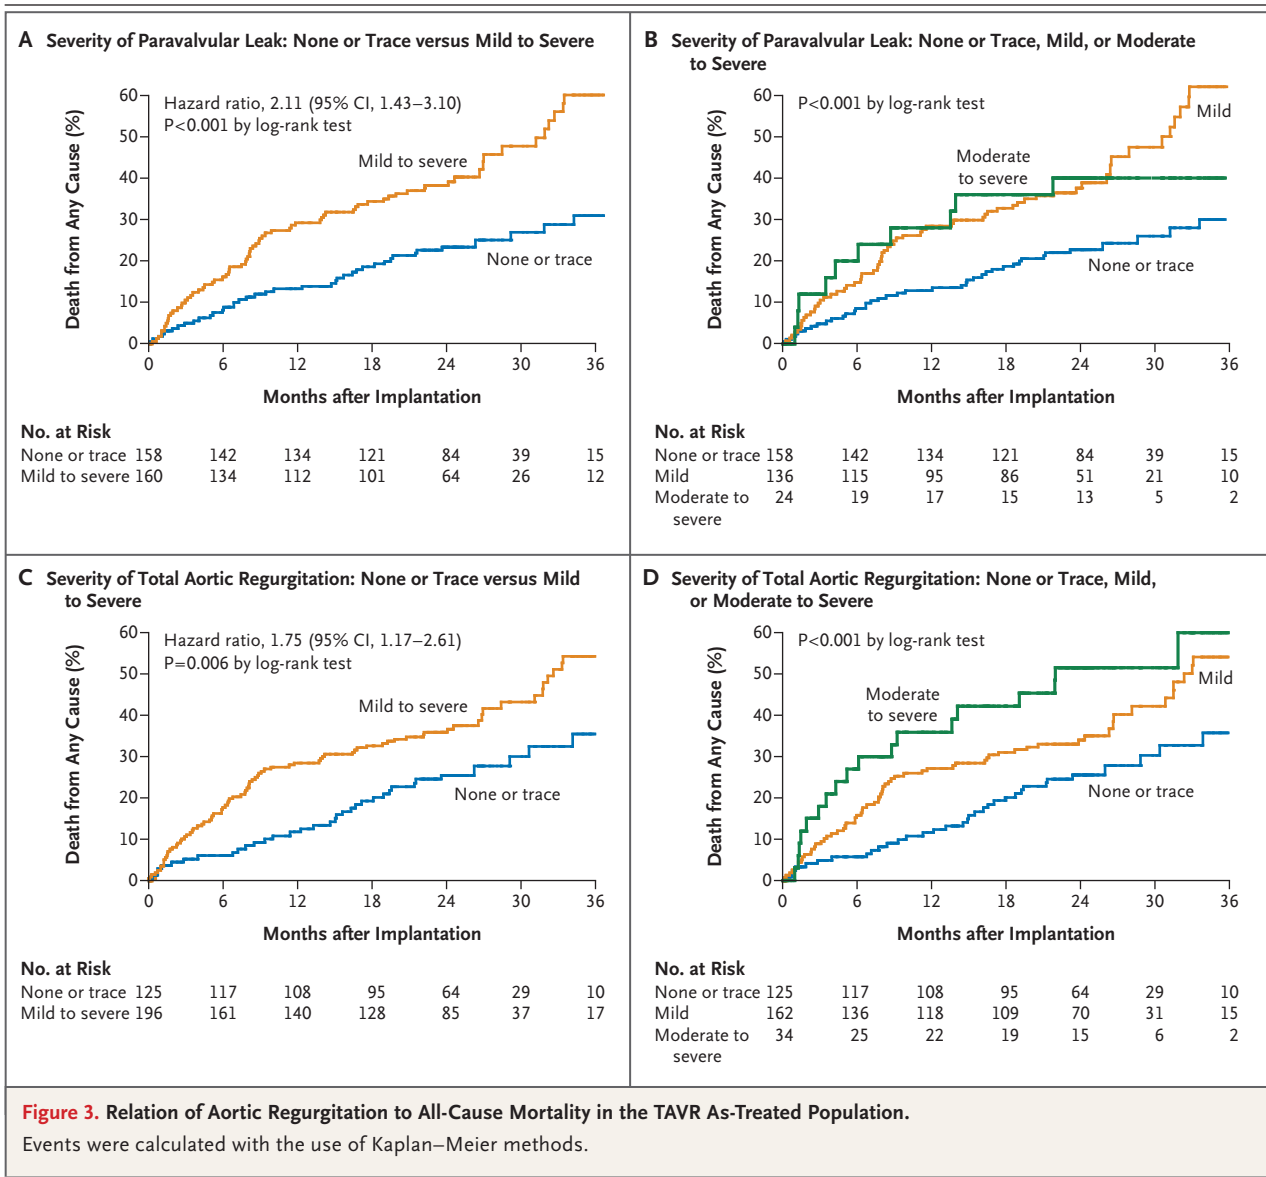 A Severity of Paravalvular Leak: None or Trace versus Mild to Severe
Death from Any Cause (%)
60
50
40
30
20
10
0
Hazard ratio, 2.11 (95% CI, 1.43–3.10)
P<0.001 by log-rank test
Mild to severe
None or trace
0 6 12 18 24 30 36
Months after Implantation
No. at Risk
None or trace 158 142 134 121 84 39 15
Mild to severe 160 134 112 101 64 26 12
B Severity of Paravalvular Leak: None or Trace, Mild, or Moderate
to Severe
Death from Any Cause (%)
60
50
40
30
20
10
0
P<0.001 by log-rank test
Mild
Moderate
to severe
None or trace
0 6 12 18 24 30 36
Months after Implantation
No. at Risk
None or trace 158 142 134 121 84 39 15
Mild 136 115 95 86 51 21 10
Moderate to 24 19 17 15 13 5 2
severe
C Severity of Total Aortic Regurgitation: None or Trace versus Mild
to Severe
Death from Any Cause (%)
60
50
40
30
20
10
0
Hazard ratio, 1.75 (95% CI, 1.17–2.61)
P=0.006 by log-rank test
Mild to severe
None or trace
0 6 12 18 24 30 36
Months after Implantation
No. at Risk
None or trace 125 117 108 95 64 29 10
Mild to severe 196 161 140 128 85 37 17
D Severity of Total Aortic Regurgitation: None or Trace, Mild,
or Moderate to Severe
Death from Any Cause (%)
60
50
40
30
20
10
0
P<0.001 by log-rank test
Moderate
to severe
Mild
None or trace
0 6 12 18 24 30 36
Months after Implantation
No. at Risk
None or trace 125 117 108 95 64 29 10
Mild 162 136 118 109 70 31 15
Moderate to 34 25 22 19 15 6 2
severe
Figure 3. Relation of Aortic Regurgitation to All-Cause Mortality in the TAVR As-Treated Population.
Events were calculated with the use of Kaplan–Meier methods.